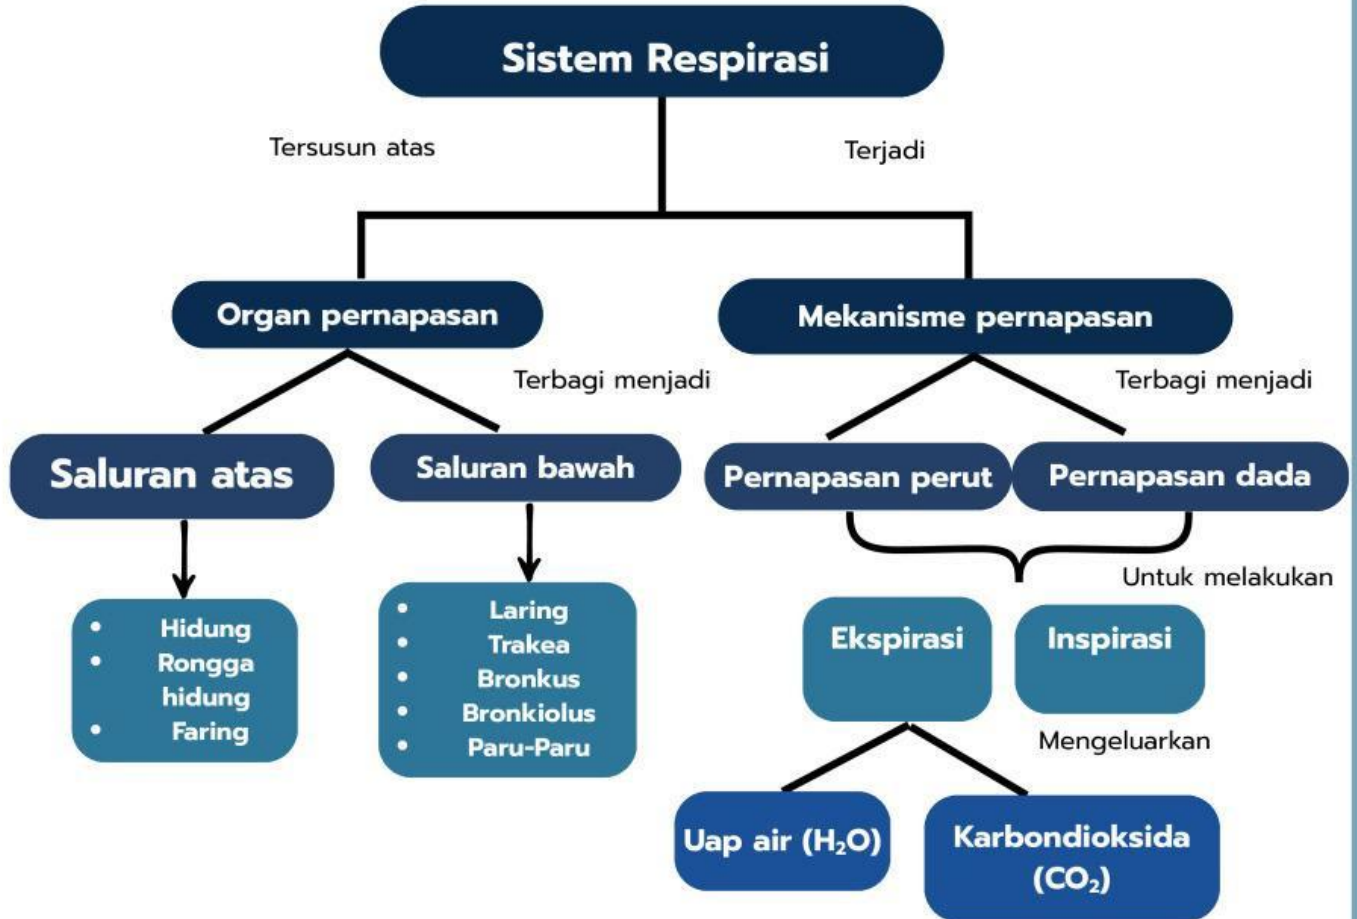 Sistem Respirasi
Tersusun atas
Terjadi
Organ pernapasan
Mekanisme pernapasan
Terbagi menjadi
Terbagi menjadi
Saluran atas
Saluran bawah
Pernapasan perut
Pernapasan dada
Untuk melakukan
• Hidung
• Rongga
hidung
• Faring
• Laring
• Trakea
• Bronkus
• Bronkiolus
• Paru-Paru
Ekspirasi
Inspirasi
Mengeluarkan
Uap air (H₂O)
Karbondioksida
(CO₂)